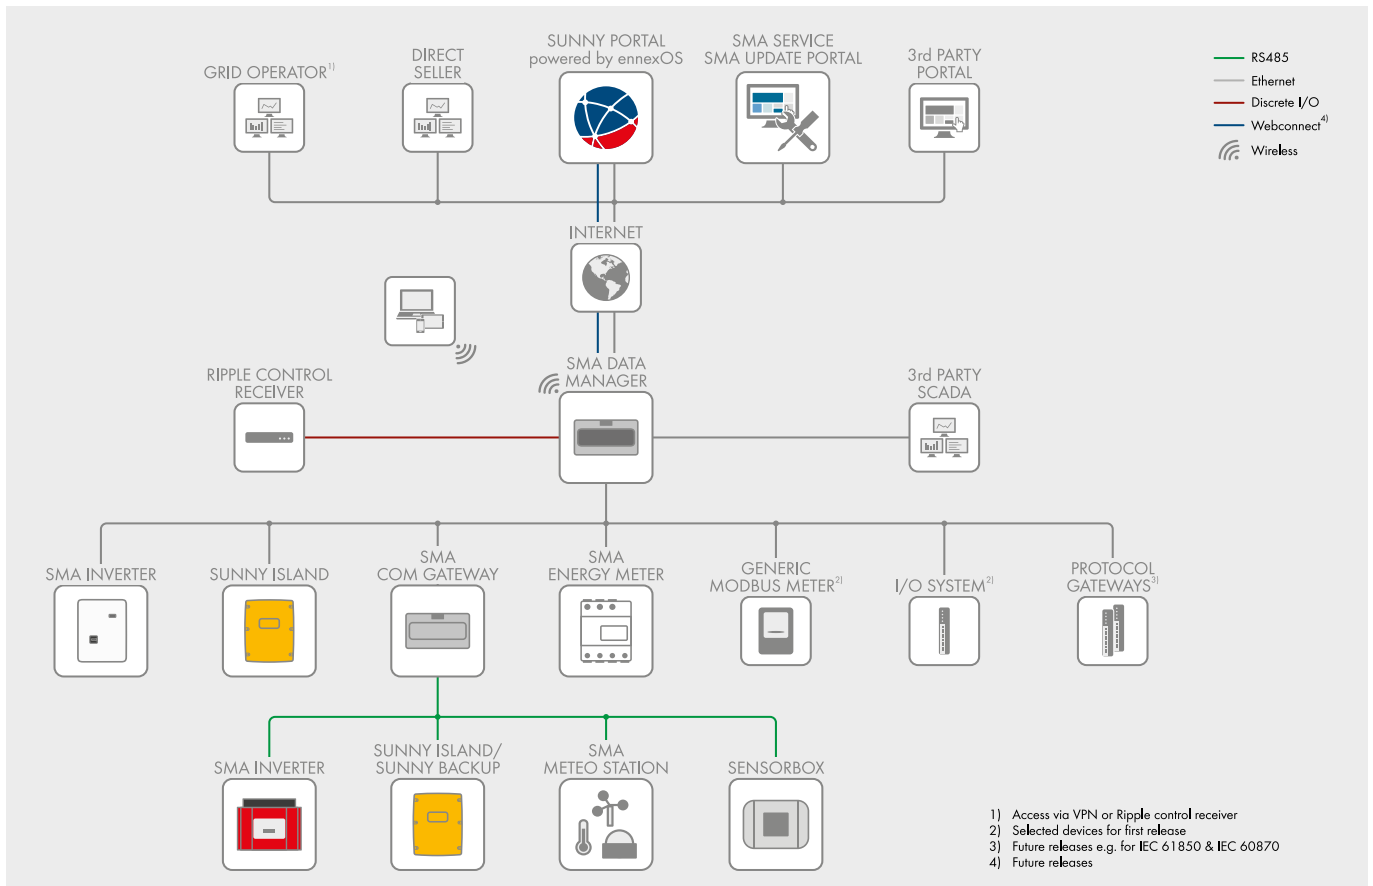 GRID OPERATOR1)
DIRECT
SELLER
SUNNY PORTAL
powered by ennexOS
SMA SERVICE
SMA UPDATE PORTAL
3rd PARTY
PORTAL
RS485
Ethernet
Discrete I/O
Webconnect4)
Wireless
INTERNET
SMA DATA
MANAGER
RIPPLE CONTROL
RECEIVER
3rd PARTY
SCADA
SMA INVERTER
SUNNY ISLAND
SMA
COM GATEWAY
SMA
ENERGY METER
GENERIC
MODBUS METER2)
I/O SYSTEM2)
PROTOCOL
GATEWAYS3)
SMA INVERTER
SUNNY ISLAND/
SUNNY BACKUP
SMA
METEO STATION
SENSORBOX
1) Access via VPN or Ripple control receiver
2) Selected devices for first release
3) Future releases e.g. for IEC 61850 & IEC 60870
4) Future releases